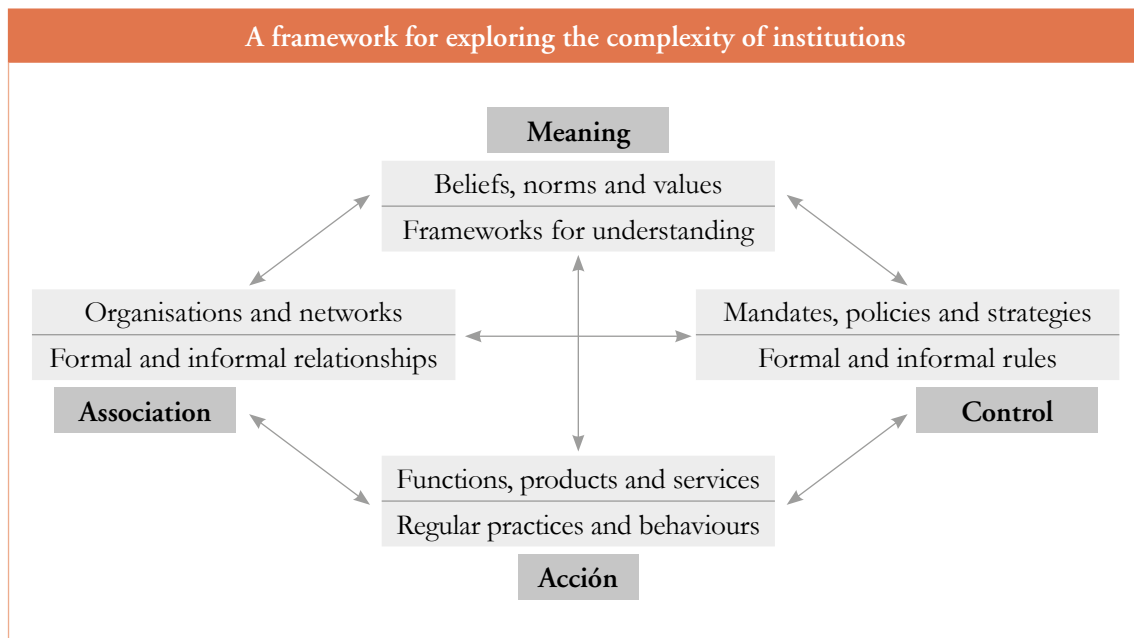 A framework for exploring the complexity of institutions
Meaning
Beliefs, norms and values
Frameworks for understanding
Organisations and networks
Formal and informal relationships
Association
Mandates, policies and strategies
Formal and informal rules
Control
Functions, products and services
Regular practices and behaviours
Acción